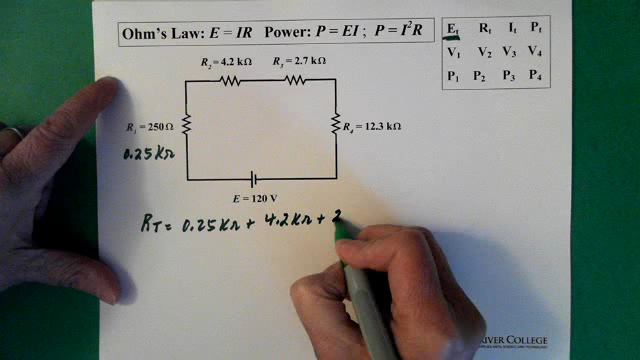 Ohm's Law: E = IR Power: P = EI ; P = I²R
Eₜ Rₜ Iₜ Pₜ
V₁ V₂ V₃ V₄
P₁ P₂ P₃ P₄
R₂ = 4.2 kΩ R₃ = 2.7 kΩ
R₁ = 250 Ω
R₄ = 12.3 kΩ
0.25 KΩ
E = 120 V
R_T = 0.25 KΩ + 4.2 KΩ + 2
RIVER COLLEGE